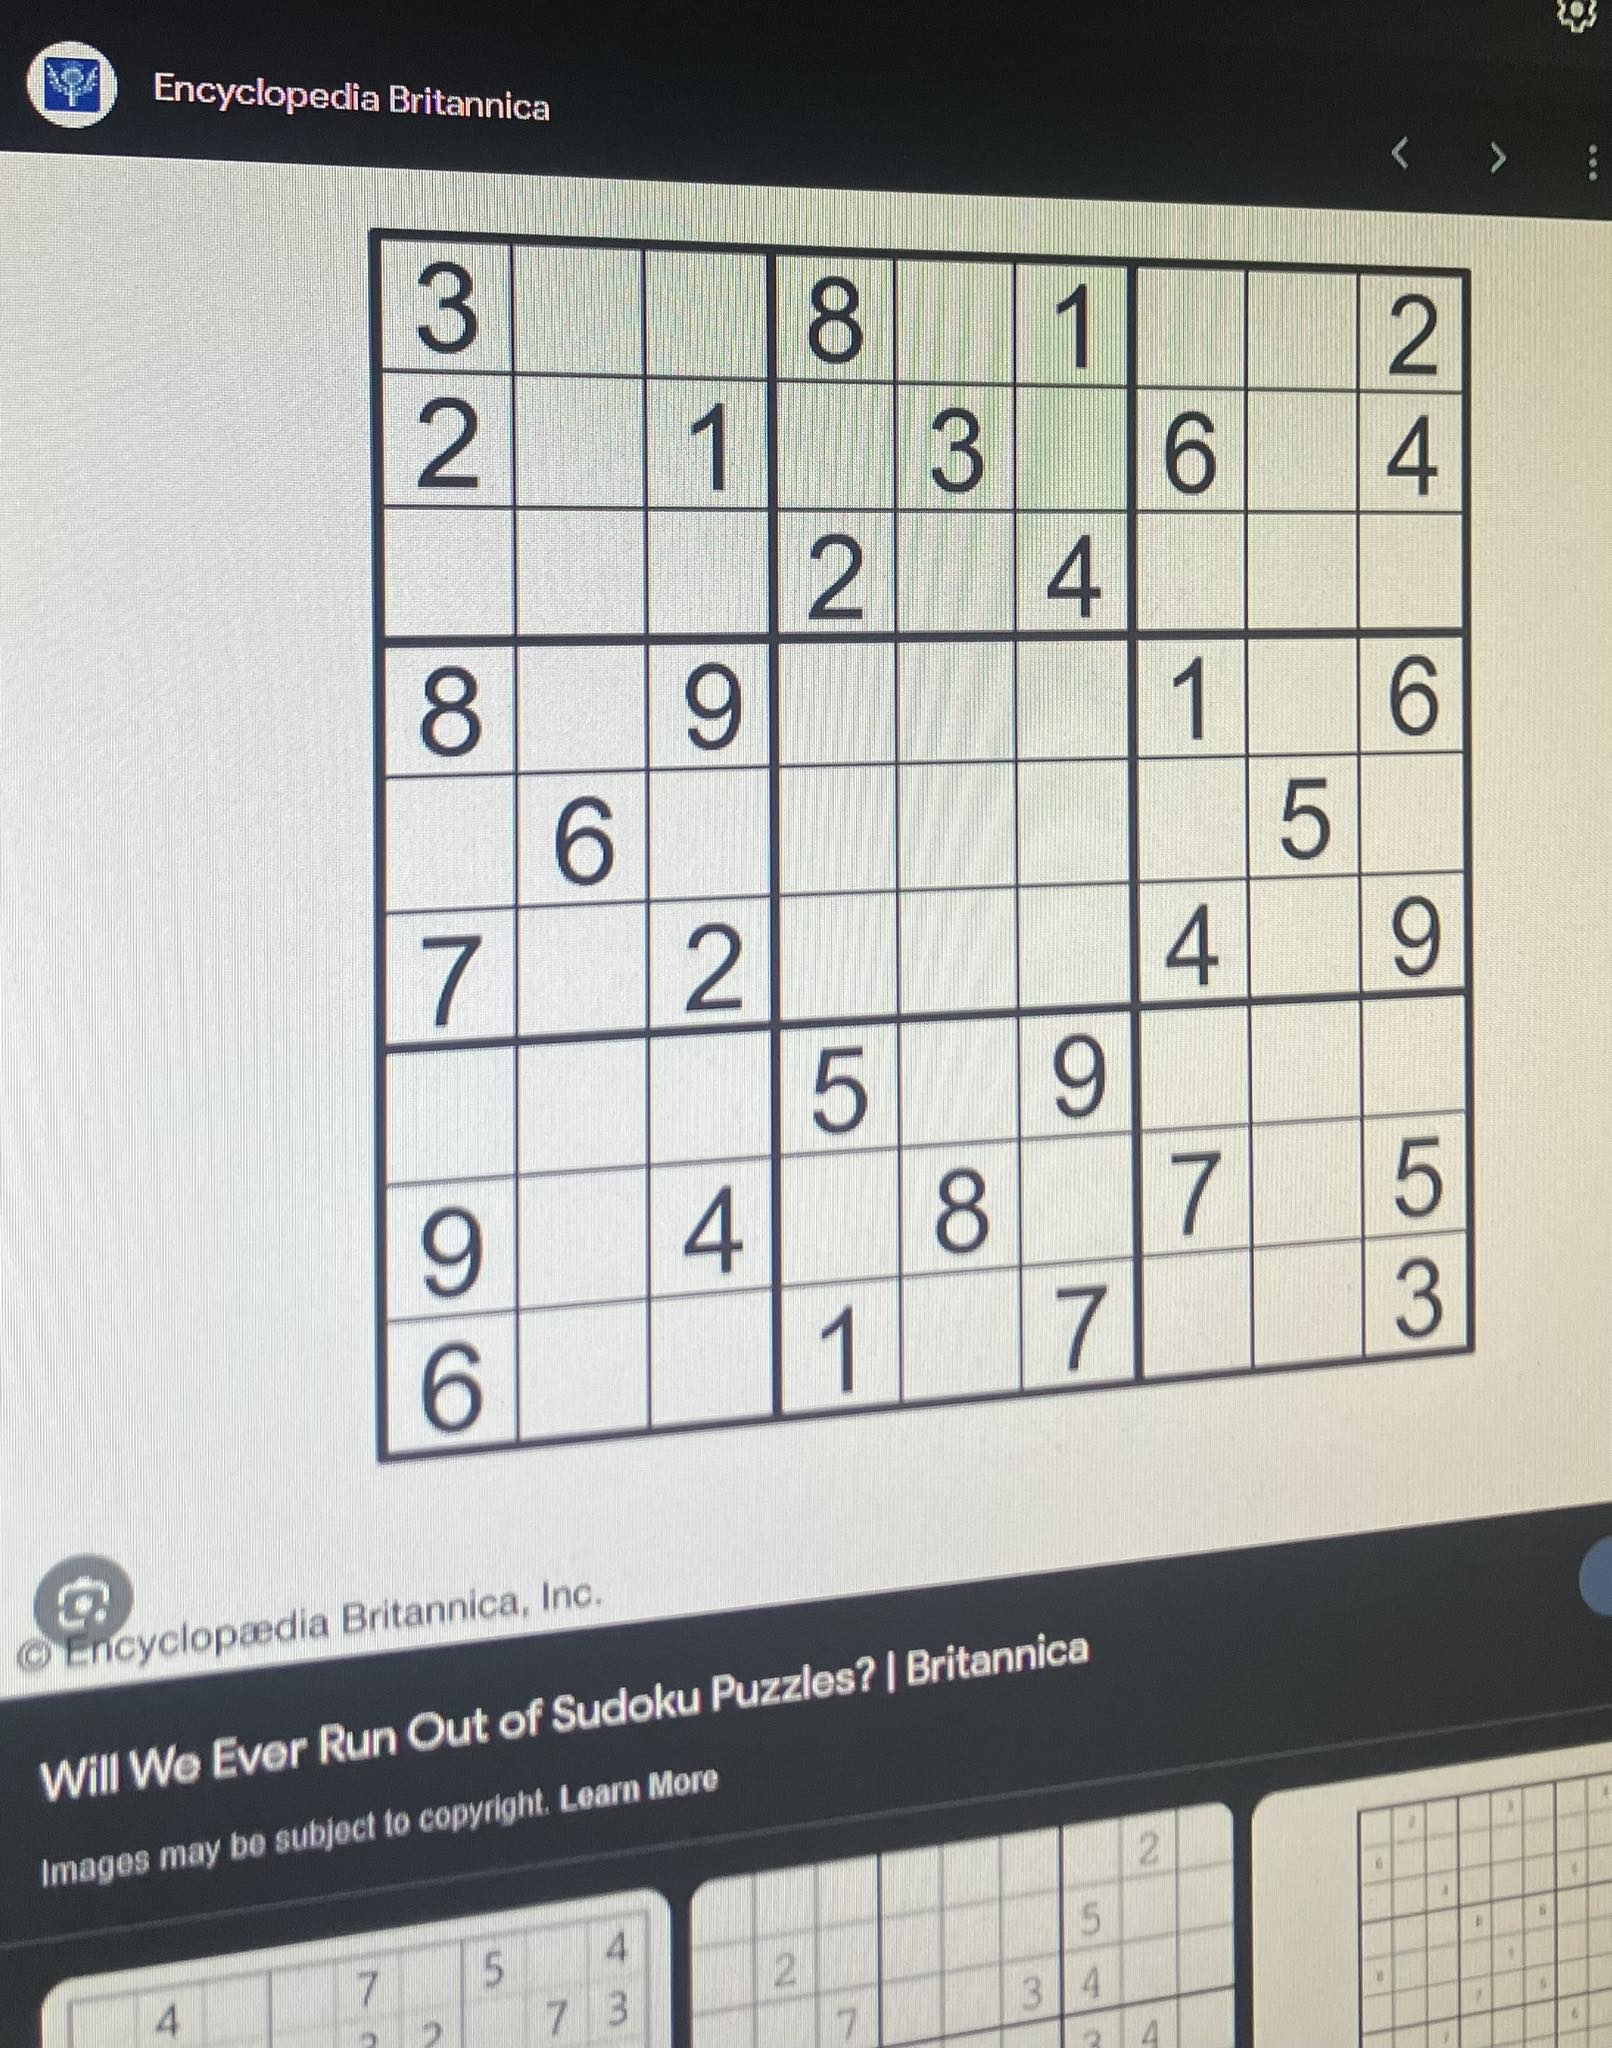 Encyclopedia Britannica
3 8 1 2
2 1 3 6 4
2 4
8 9 1 6
6 5
7 2 4 9
5 9
9 4 8 7 5
6 1 7 3
© Encyclopædia Britannica, Inc.
Will We Ever Run Out of Sudoku Puzzles? | Britannica
Images may be subject to copyright. Learn More
7 5 4
4 7 3
2
5
2
3 4
7
4